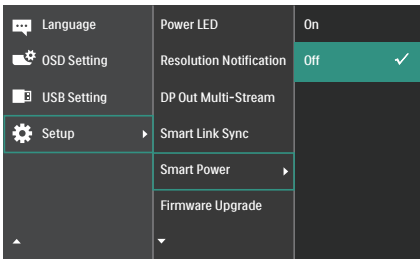 Language
OSD Setting
USB Setting
Setup
Power LED
Resolution Notification
DP Out Multi-Stream
Smart Link Sync
Smart Power
Firmware Upgrade
On
Off